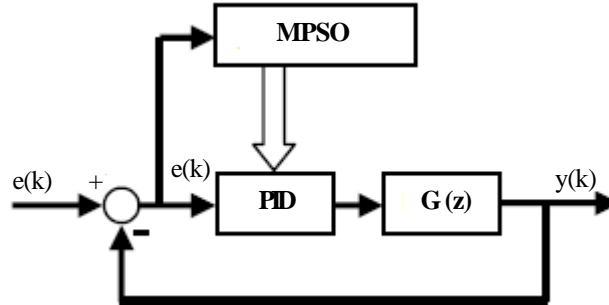 MPSO
e(k)
+
e(k)
PID
G (z)
y(k)
-